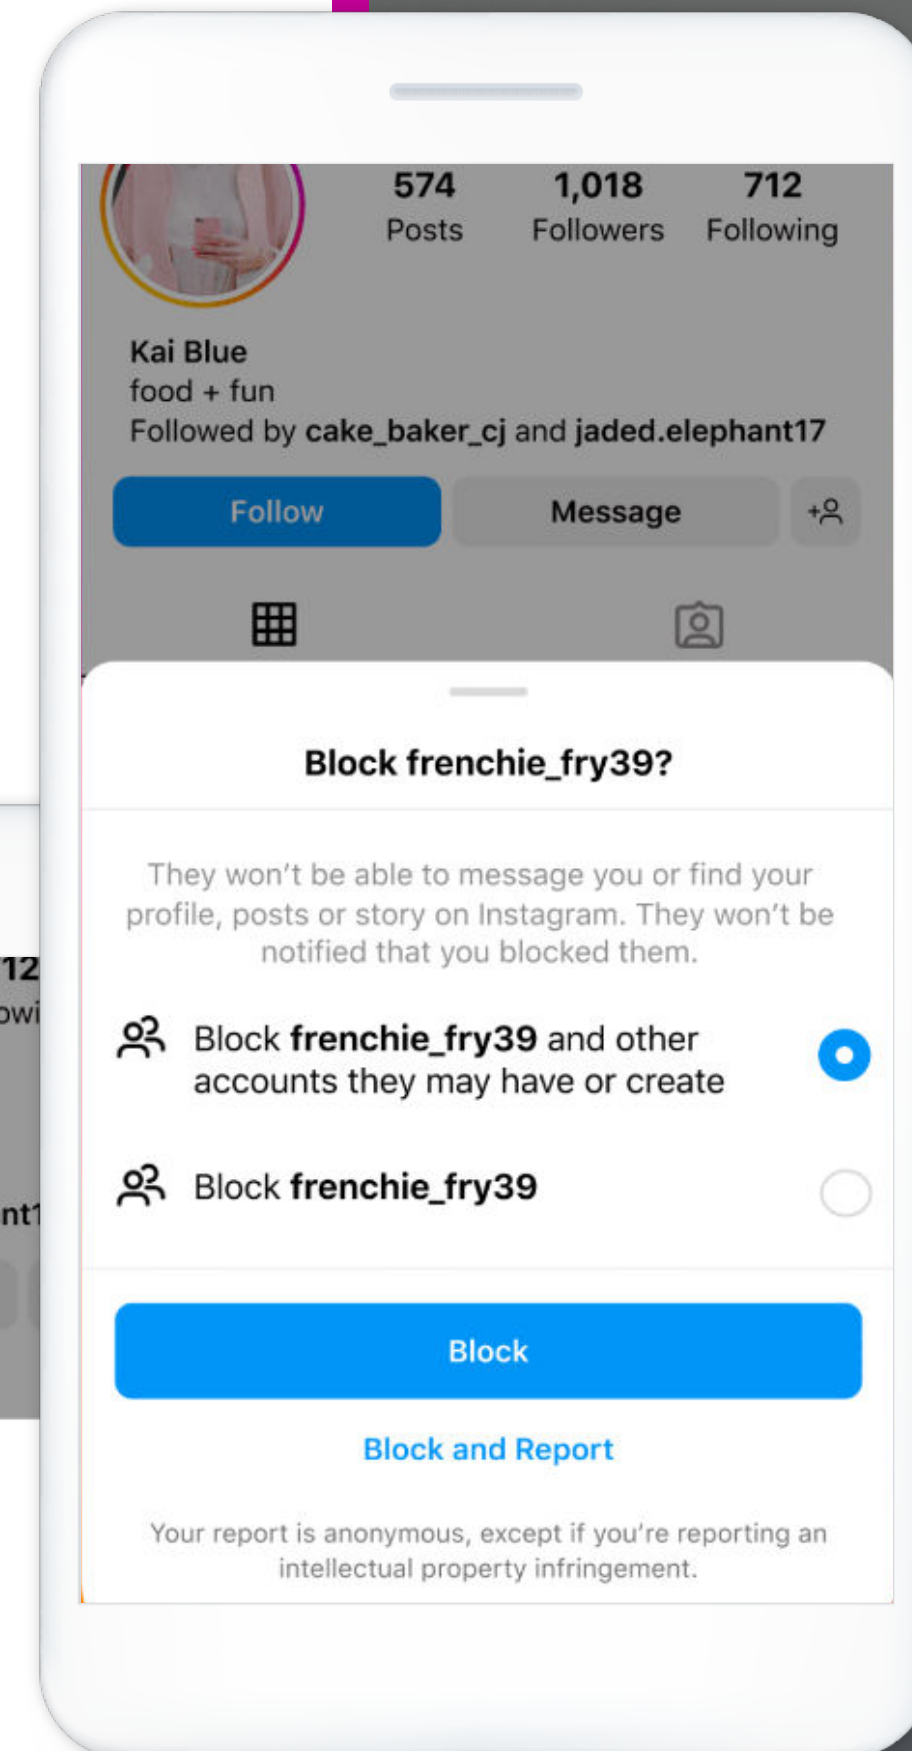 574 1,018 712
Posts Followers Following
Kai Blue
food + fun
Followed by cake_baker_cj and jaded.elephant17
Follow Message
Block frenchie_fry39?
They won't be able to message you or find your
profile, posts or story on Instagram. They won't be
notified that you blocked them.
Block frenchie_fry39 and other
accounts they may have or create
Block frenchie_fry39
Block
Block and Report
Your report is anonymous, except if you're reporting an
intellectual property infringement.